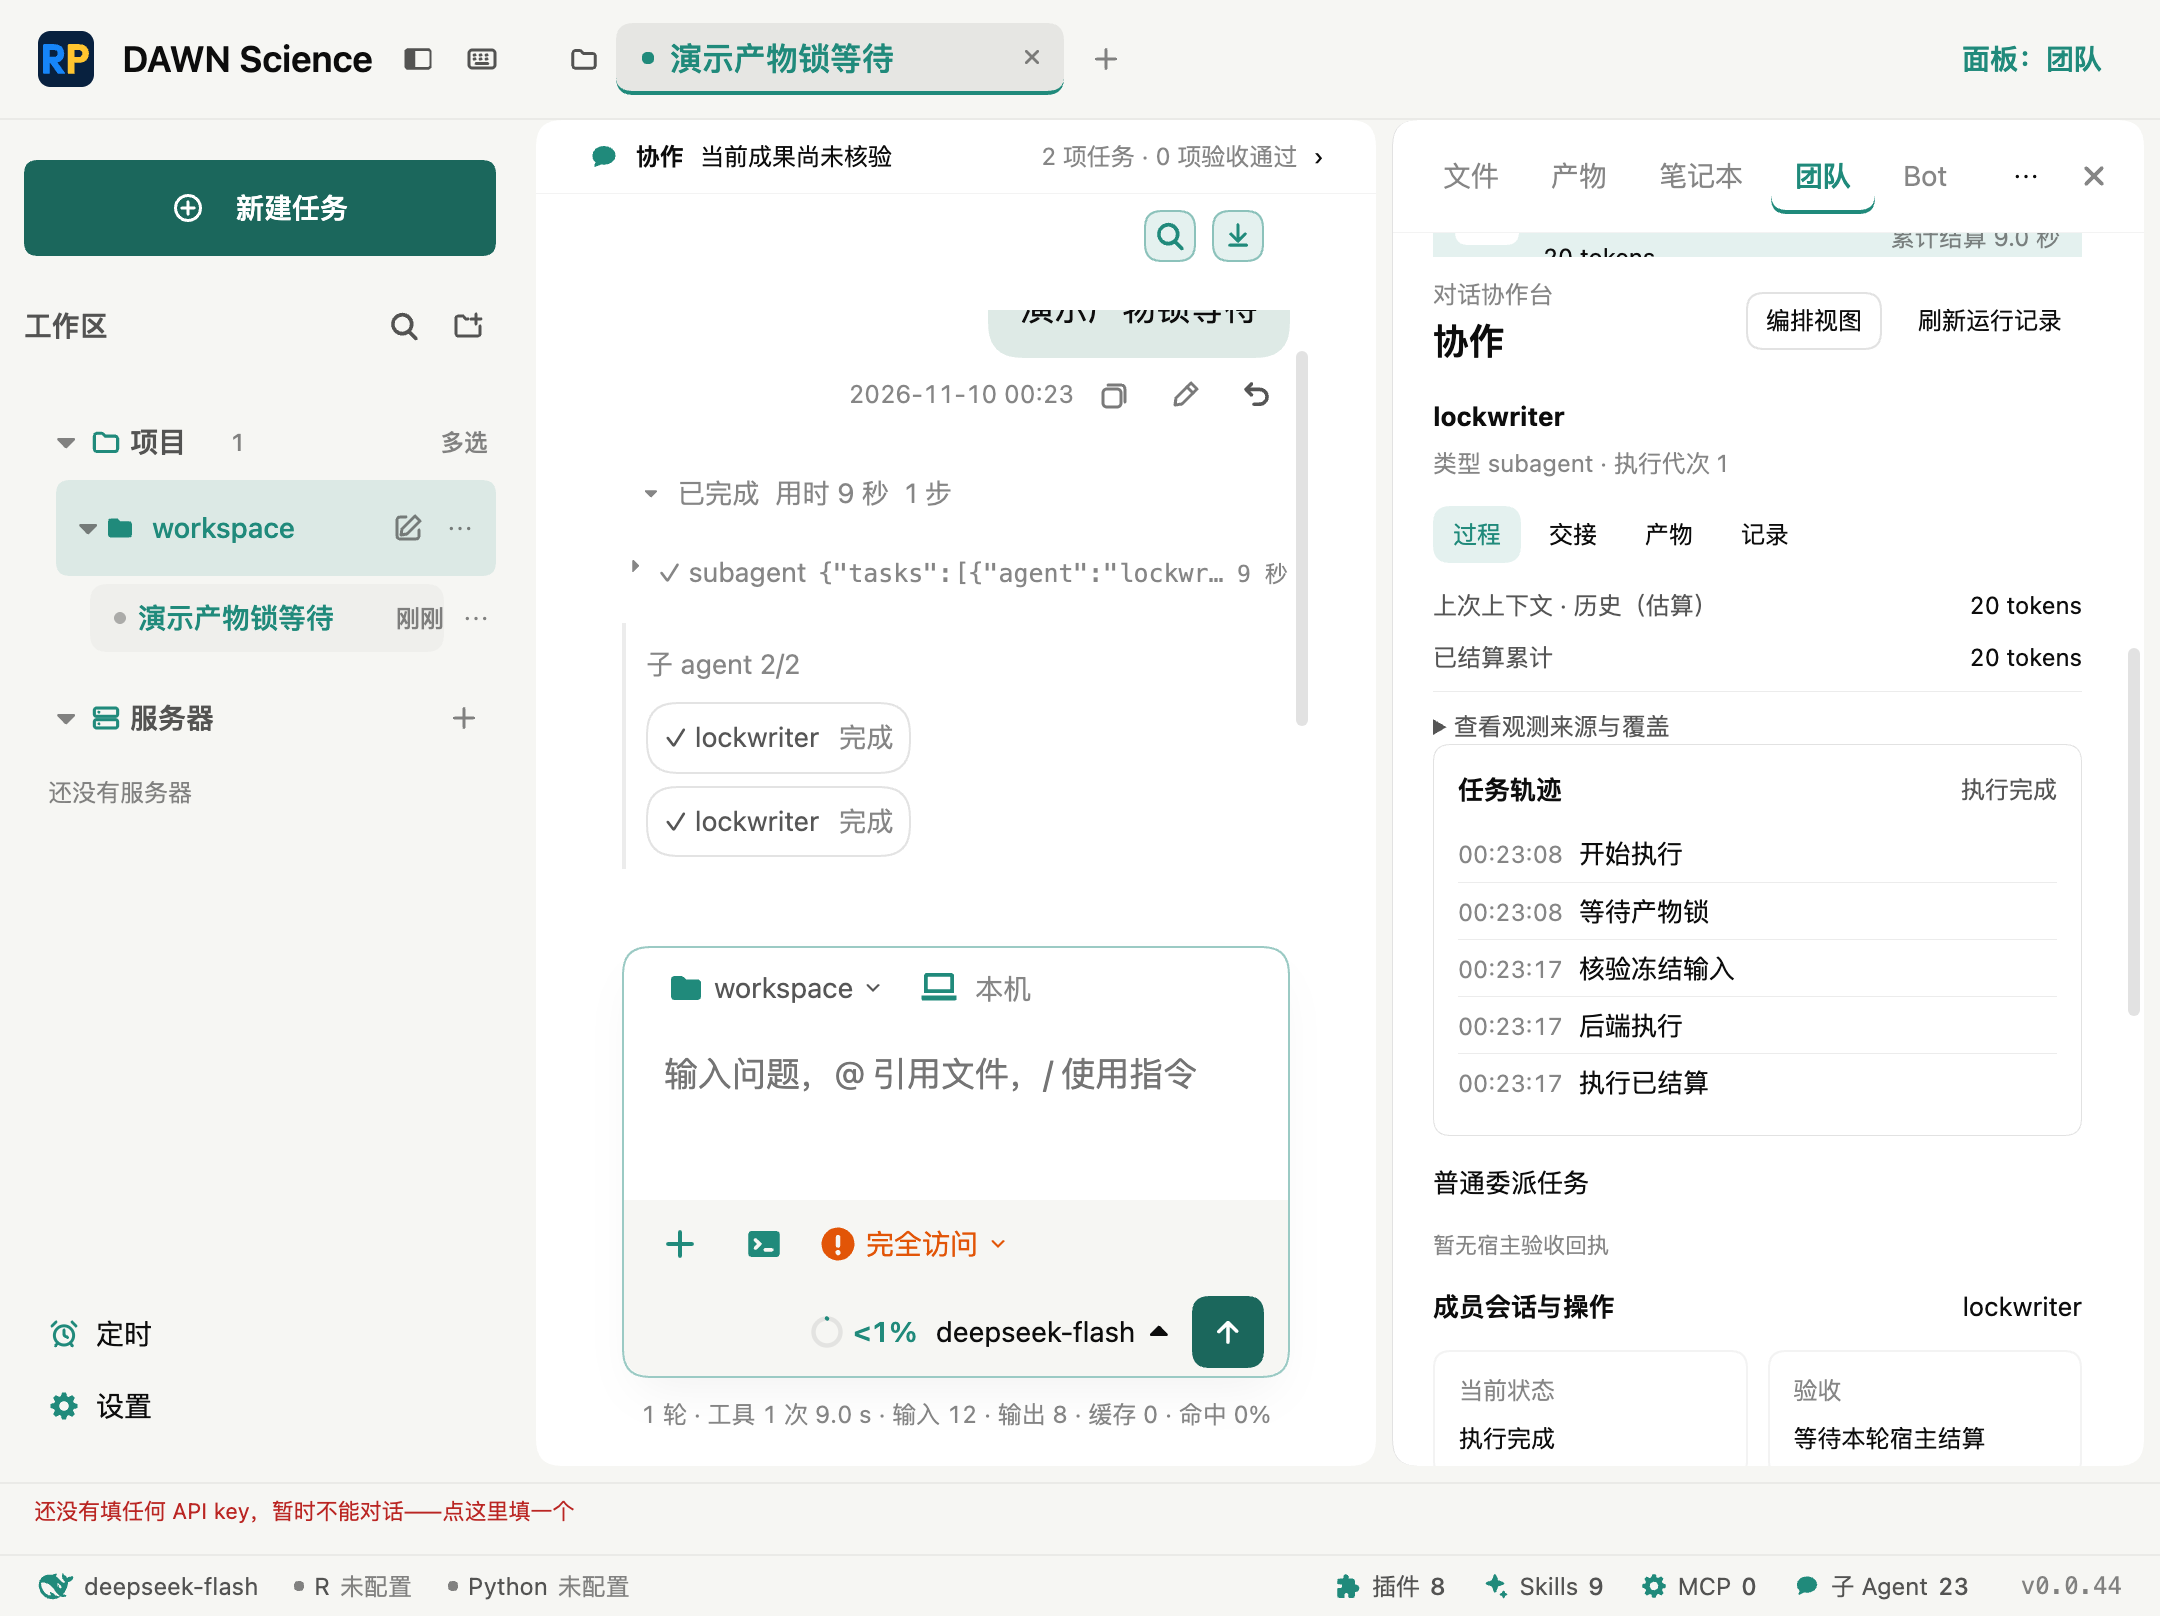 RP DAWN Science
演示产物锁等待
面板：团队
新建任务
工作区
项目 1 多选
workspace
演示产物锁等待 刚刚
服务器
还没有服务器
定时
设置
协作 当前成果尚未核验 2 项任务 · 0 项验收通过 ›
演示产物锁等待
2026-11-10 00:23
已完成 用时 9 秒 1 步
subagent {"tasks":[{"agent":"lockwr… 9 秒
子 agent 2/2
✓ lockwriter 完成
✓ lockwriter 完成
workspace 本机
输入问题，@ 引用文件，/ 使用指令
完全访问
<1% deepseek-flash
1 轮 · 工具 1 次 9.0 s · 输入 12 · 输出 8 · 缓存 0 · 命中 0%
文件 产物 笔记本 团队 Bot ···
累计结算 9.0 秒
20 tokens
对话协作台
协作
编排视图 刷新运行记录
lockwriter
类型 subagent · 执行代次 1
过程 交接 产物 记录
上次上下文 · 历史（估算） 20 tokens
已结算累计 20 tokens
查看观测来源与覆盖
任务轨迹 执行完成
00:23:08 开始执行
00:23:08 等待产物锁
00:23:17 核验冻结输入
00:23:17 后端执行
00:23:17 执行已结算
普通委派任务
暂无宿主验收回执
成员会话与操作 lockwriter
当前状态
执行完成
验收
等待本轮宿主结算
还没有填任何 API key，暂时不能对话——点这里填一个
deepseek-flash R 未配置 Python 未配置
插件 8 Skills 9 MCP 0 子 Agent 23 v0.0.44